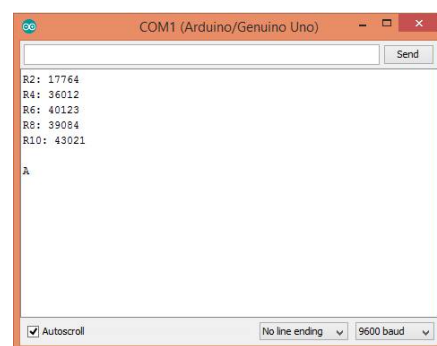 COM1 (Arduino/Genuino Uno)
Send
R2: 17764
R4: 36012
R6: 40123
R8: 39084
R10: 43021
A
Autoscroll
No line ending
9600 baud